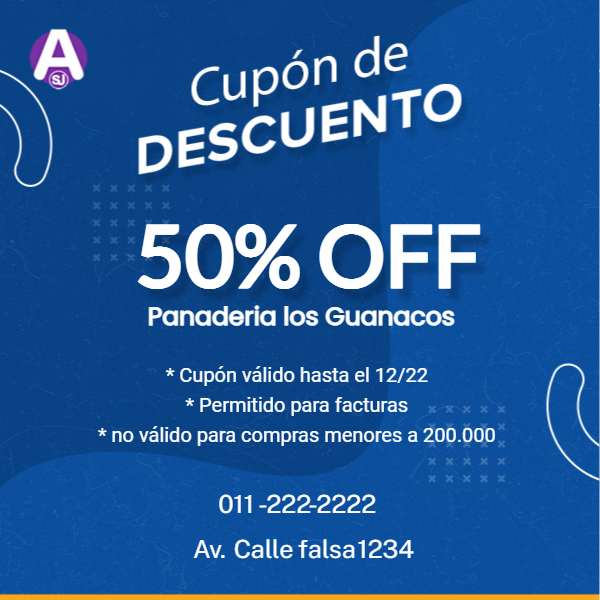 A
SJ
Cupón de
DESCUENTO
50% OFF
Panaderia los Guanacos
* Cupón válido hasta el 12/22
* Permitido para facturas
* no válido para compras menores a 200.000
011 -222-2222
Av. Calle falsa1234